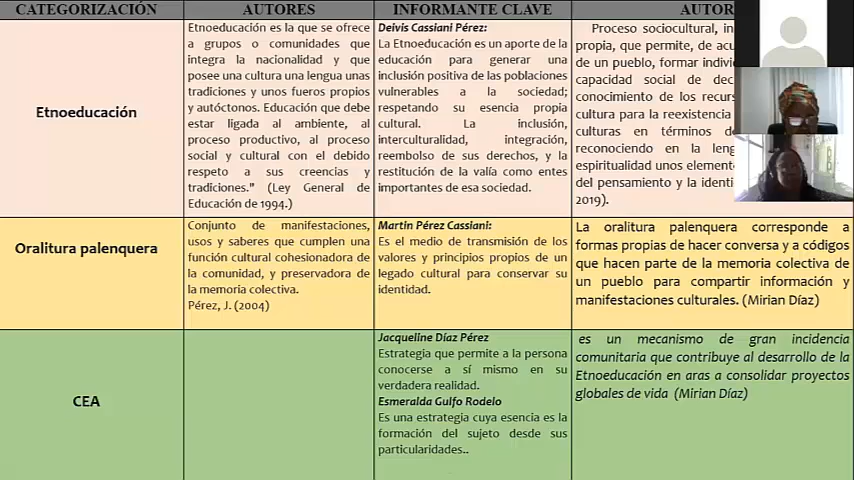 CATEGORIZACIÓN
AUTORES
INFORMANTE CLAVE
AUTOR
Etnoeducación
Etnoeducación es la que se ofrece
a grupos o comunidades que
integra la nacionalidad y que
posee una cultura una lengua unas
tradiciones y unos fueros propios
y autóctonos. Educación que debe
estar ligada al ambiente, al
proceso productivo, al proceso
social y cultural con el debido
respeto a sus creencias y
tradiciones." (Ley General de
Educación de 1994.)
Deivis Cassiani Pérez:
La Etnoeducación es un aporte de la
educación para generar una
inclusión positiva de las poblaciones
vulnerables a la sociedad;
respetando su esencia propia
cultural. La inclusión,
interculturalidad, integración,
reembolso de sus derechos, y la
restitución de la valía como entes
importantes de esa sociedad.
Proceso sociocultural, in
propia, que permite, de acu
de un pueblo, formar indivi
capacidad social de dec
conocimiento de los recurs
cultura para la reexistencia
culturas en términos de
reconociendo en la leng
espiritualidad unos element
del pensamiento y la identi
2019).
Oralitura palenquera
Conjunto de manifestaciones,
usos y saberes que cumplen una
función cultural cohesionadora de
la comunidad, y preservadora de
la memoria colectiva.
Pérez, J. (2004)
Martin Pérez Cassiani:
Es el medio de transmisión de los
valores y principios propios de un
legado cultural para conservar su
identidad.
La oralitura palenquera corresponde a
formas propias de hacer conversa y a códigos
que hacen parte de la memoria colectiva de
un pueblo para compartir información y
manifestaciones culturales. (Mirian Díaz)
CEA
Jacqueline Díaz Pérez
Estrategia que permite a la persona
conocerse a sí mismo en su
verdadera realidad.
Esmeralda Gulfo Rodelo
Es una estrategia cuya esencia es la
formación del sujeto desde sus
particularidades..
es un mecanismo de gran incidencia
comunitaria que contribuye al desarrollo de la
Etnoeducación en aras a consolidar proyectos
globales de vida (Mirian Díaz)